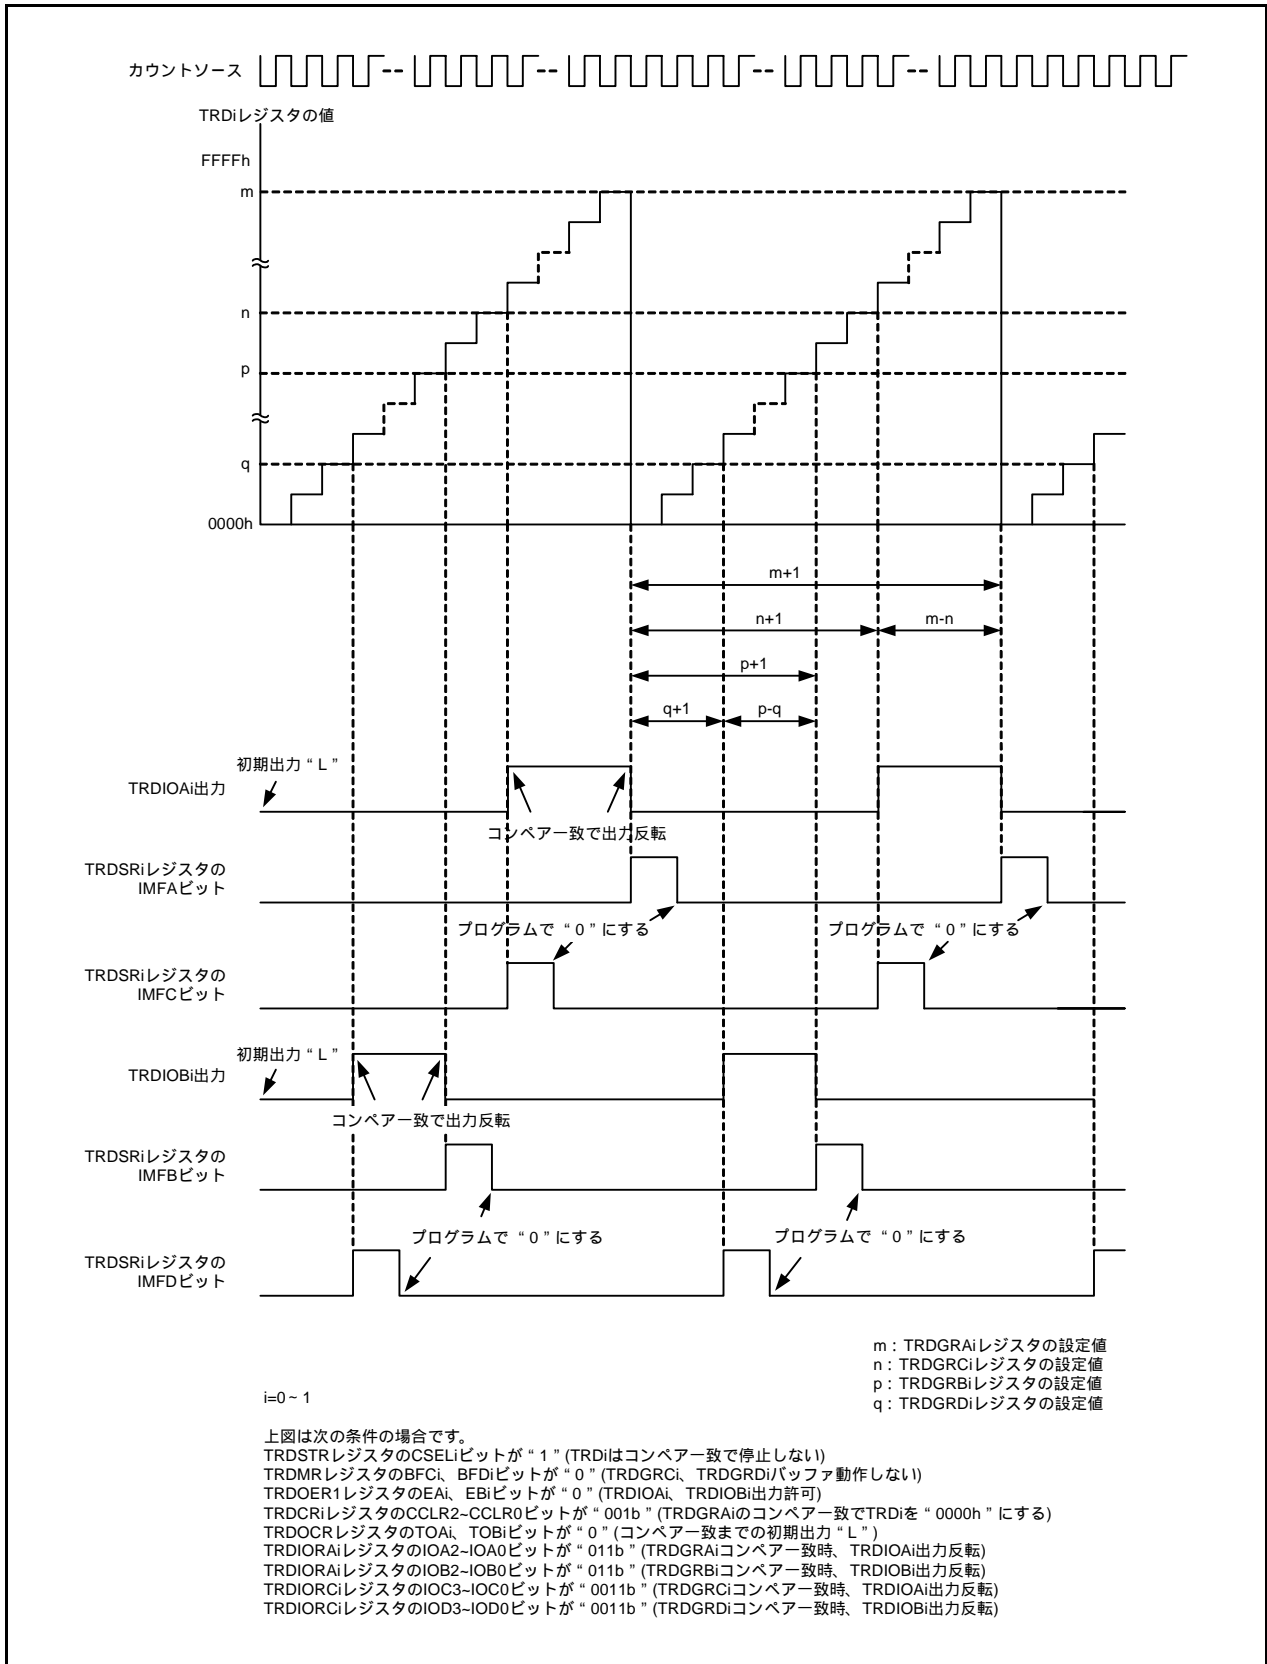 カウントソース
TRDiレジスタの値
FFFFh
m
n
p
q
0000h
m+1
n+1
m-n
p+1
q+1
p-q
初期出力“L”
TRDIOAi出力
コンペア一致で出力反転
TRDSRiレジスタの
IMFAビット
プログラムで“0”にする
プログラムで“0”にする
TRDSRiレジスタの
IMFCビット
初期出力“L”
TRDIOBi出力
コンペア一致で出力反転
TRDSRiレジスタの
IMFBビット
プログラムで“0”にする
プログラムで“0”にする
TRDSRiレジスタの
IMFDビット
m：TRDGRAiレジスタの設定値
n：TRDGRCiレジスタの設定値
p：TRDGRBiレジスタの設定値
q：TRDGRDiレジスタの設定値
i=0～1
上図は次の条件の場合です。
TRDSTRレジスタのCSELiビットが“1”(TRDiはコンペア一致で停止しない)
TRDMRレジスタのBFCi、BFDiビットが“0”(TRDGRCi、TRDGRDiバッファ動作しない)
TRDOER1レジスタのEAi、EBiビットが“0”(TRDIOAi、TRDIOBi出力許可)
TRDCRiレジスタのCCLR2~CCLR0ビットが“001b”(TRDGRAiのコンペア一致でTRDiを“0000h”にする)
TRDOCRレジスタのTOAi、TOBiビットが“0”(コンペア一致までの初期出力“L”)
TRDIORAiレジスタのIOA2~IOA0ビットが“011b”(TRDGRAiコンペア一致時、TRDIOAi出力反転)
TRDIORAiレジスタのIOB2~IOB0ビットが“011b”(TRDGRBiコンペア一致時、TRDIOBi出力反転)
TRDIORCiレジスタのIOC3~IOC0ビットが“0011b”(TRDGRCiコンペア一致時、TRDIOAi出力反転)
TRDIORCiレジスタのIOD3~IOD0ビットが“0011b”(TRDGRDiコンペア一致時、TRDIOBi出力反転)